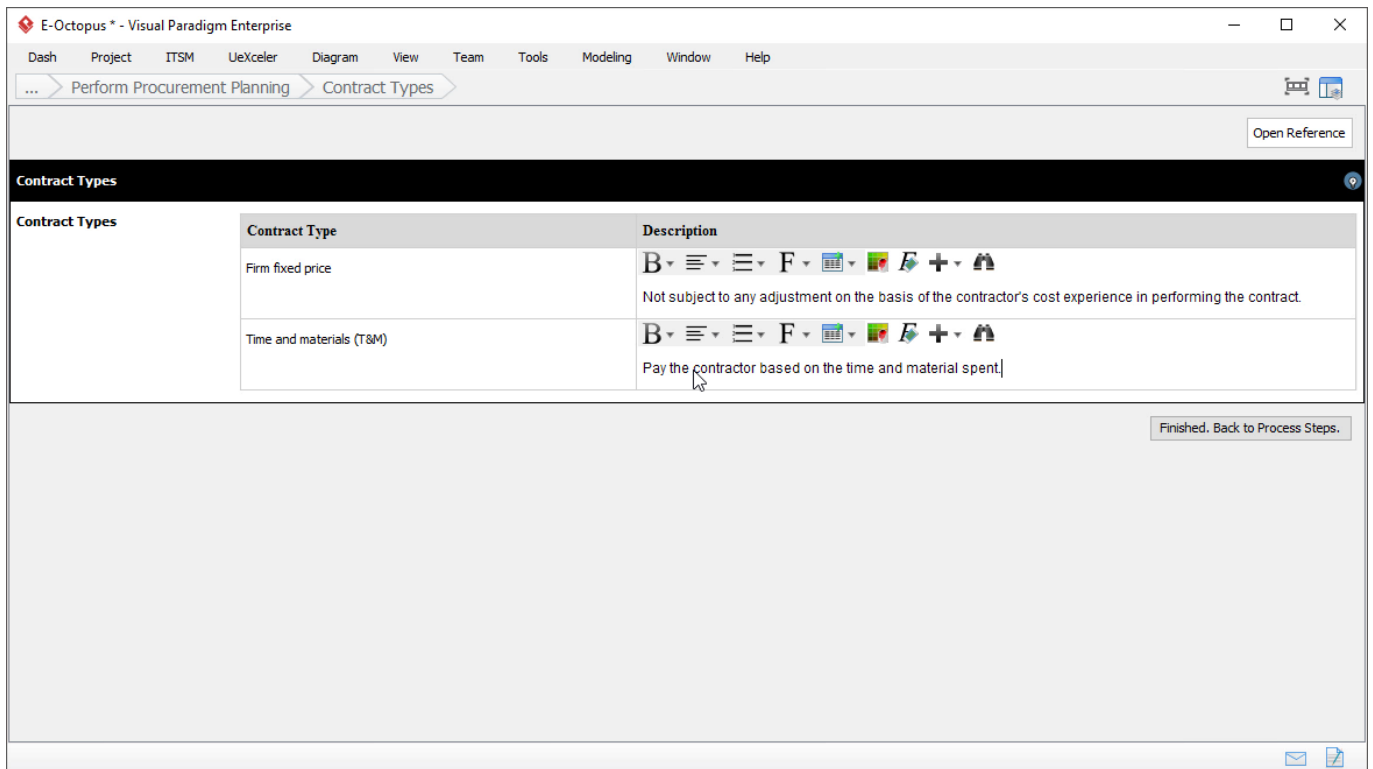 E-Octopus * - Visual Paradigm Enterprise
Dash Project ITSM UeXceler Diagram View Team Tools Modeling Window Help
... Perform Procurement Planning Contract Types
Open Reference
Contract Types
Contract Types
Contract Type Description
B F F
Firm fixed price
Not subject to any adjustment on the basis of the contractor's cost experience in performing the contract.
B F F
Time and materials (T&M)
Pay the contractor based on the time and material spent.
Finished. Back to Process Steps.